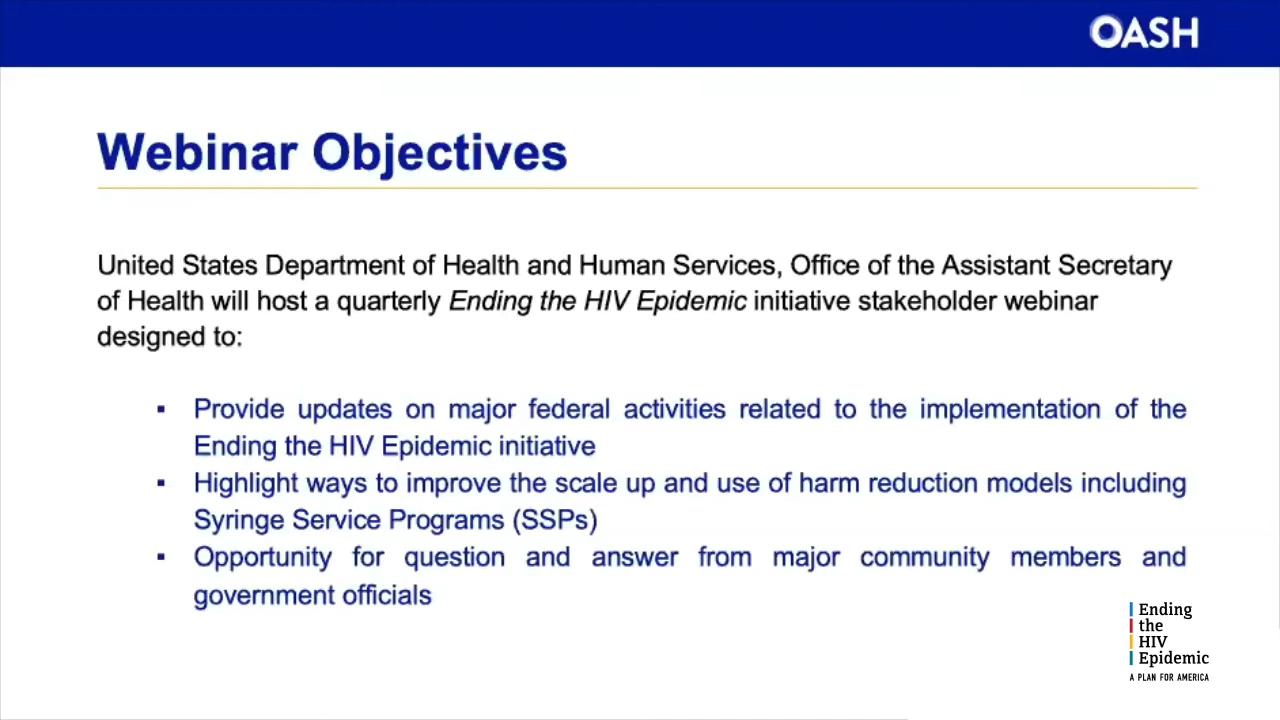 OASH
Webinar Objectives
United States Department of Health and Human Services, Office of the Assistant Secretary
of Health will host a quarterly Ending the HIV Epidemic initiative stakeholder webinar
designed to:
▪ Provide updates on major federal activities related to the implementation of the
Ending the HIV Epidemic initiative
▪ Highlight ways to improve the scale up and use of harm reduction models including
Syringe Service Programs (SSPs)
▪ Opportunity for question and answer from major community members and
government officials
Ending
the
HIV
Epidemic
A PLAN FOR AMERICA